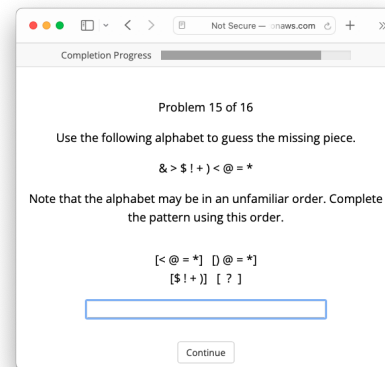 Not Secure — onaws.com
Completion Progress
Problem 15 of 16
Use the following alphabet to guess the missing piece.
& > $ ! + ) < @ = *
Note that the alphabet may be in an unfamiliar order. Complete
the pattern using this order.
[< @ = *] [) @ = *]
[$ ! + )] [ ? ]
Continue